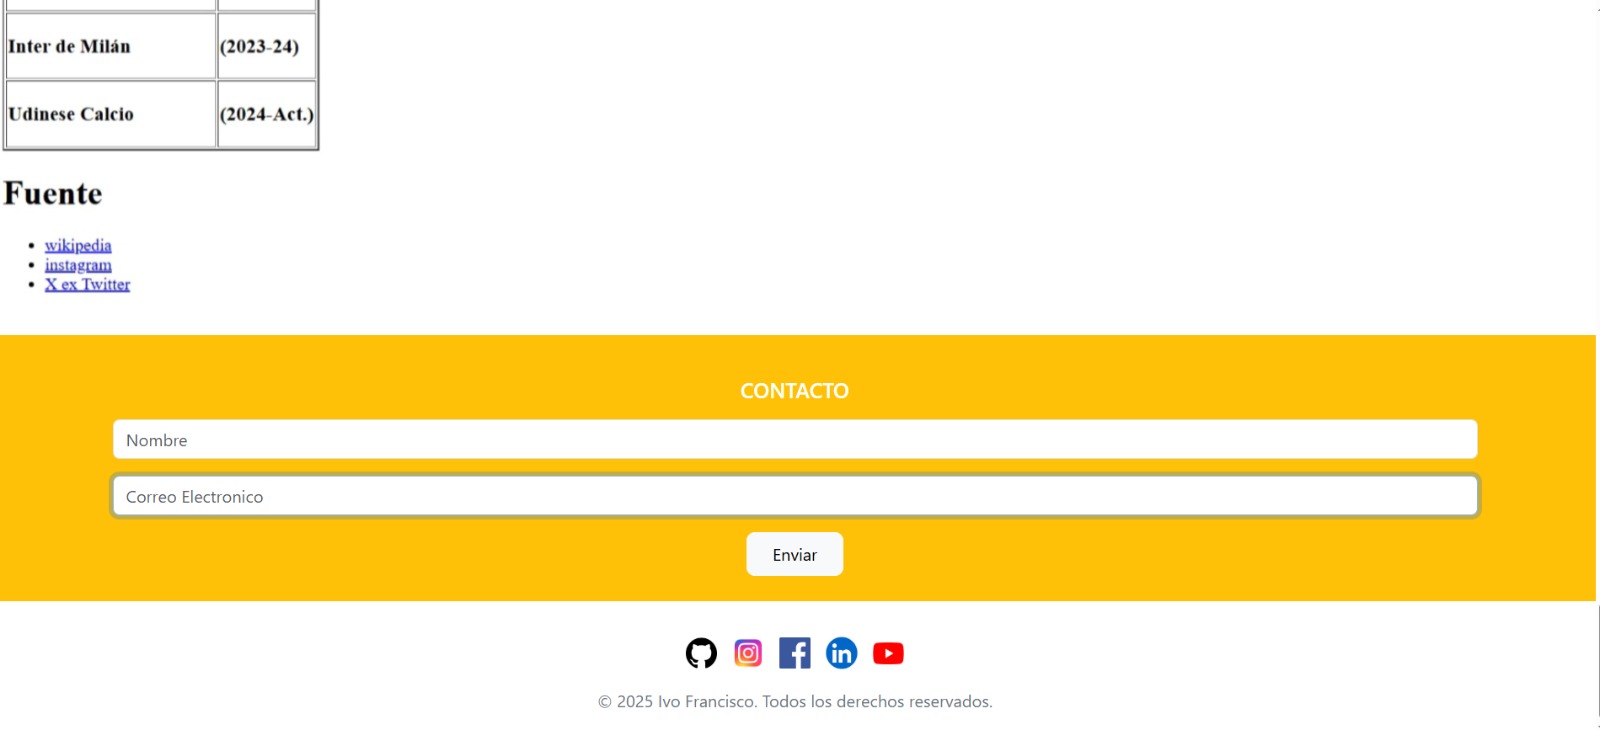 Inter de Milán (2023-24)
Udinese Calcio (2024-Act.)
Fuente
wikipedia
instagram
X ex Twitter
CONTACTO
Nombre
Correo Electronico
Enviar
© 2025 Ivo Francisco. Todos los derechos reservados.